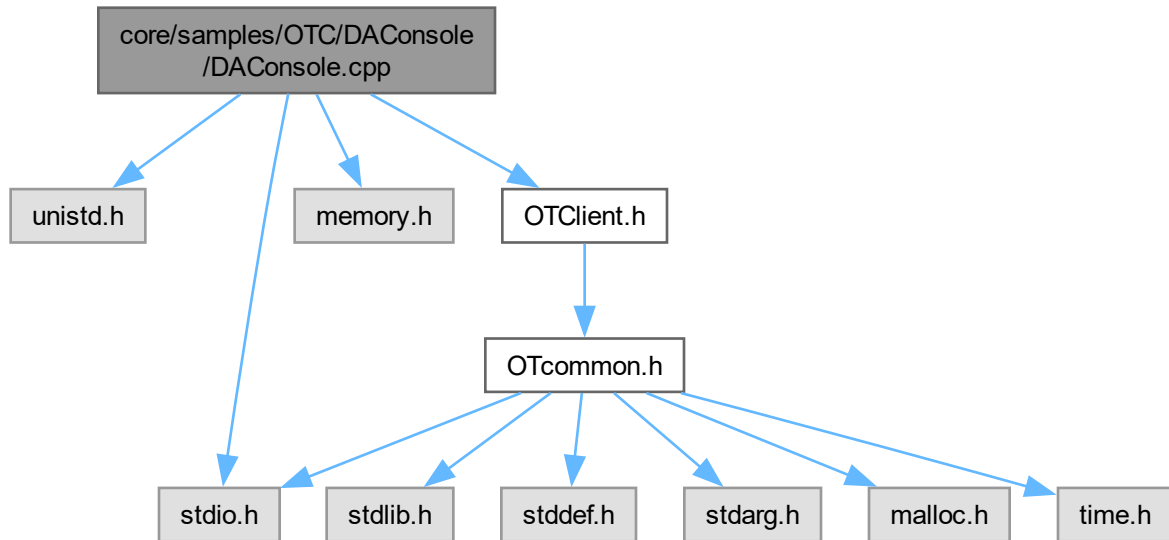 core/samples/OTC/DAConsole
/DAConsole.cpp
unistd.h
memory.h
OTClient.h
OTcommon.h
stdio.h
stdlib.h
stddef.h
stdarg.h
malloc.h
time.h